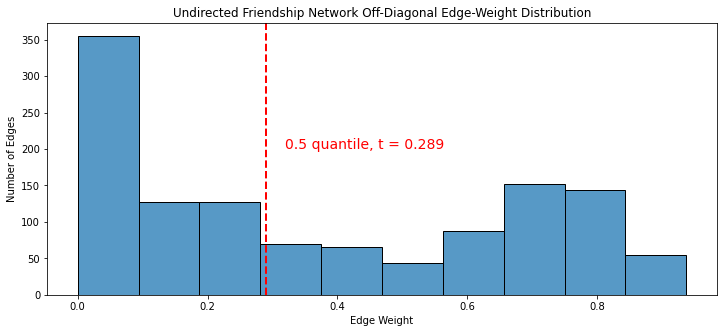 Undirected Friendship Network Off-Diagonal Edge-Weight Distribution
350
300
250
200
150
100
50
0
Number of Edges
0.5 quantile, t = 0.289
0.0 0.2 0.4 0.6 0.8
Edge Weight